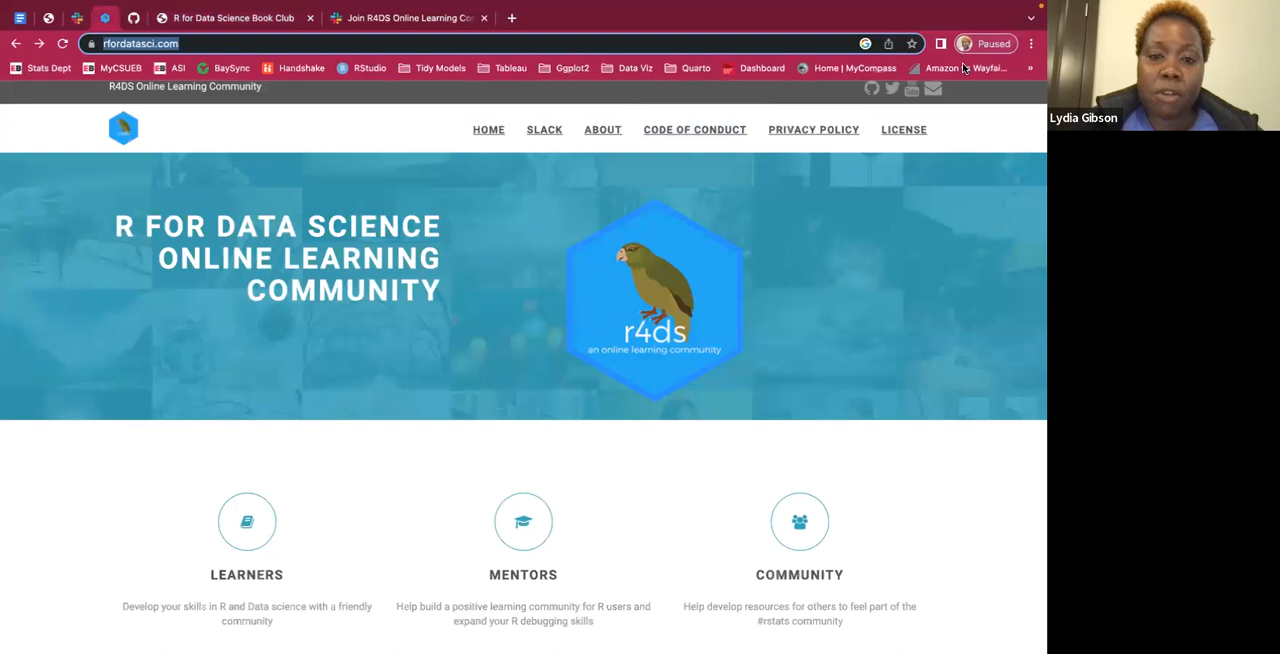 R for Data Science Book Club
Join R4DS Online Learning Co
rfordatasci.com
Paused
Stats Dept
MyCSUEB
ASI
BaySync
Handshake
RStudio
Tidy Models
Tableau
Ggplot2
Data Viz
Quarto
Dashboard
Home | MyCompass
Amazon vs Wayfai...
Lydia Gibson
R4DS Online Learning Community
HOME
SLACK
ABOUT
CODE OF CONDUCT
PRIVACY POLICY
LICENSE
R FOR DATA SCIENCE
ONLINE LEARNING
COMMUNITY
r4ds
an online learning community
LEARNERS
Develop your skills in R and Data science with a friendly
community
MENTORS
Help build a positive learning community for R users and
expand your R debugging skills
COMMUNITY
Help develop resources for others to feel part of the
#rstats community